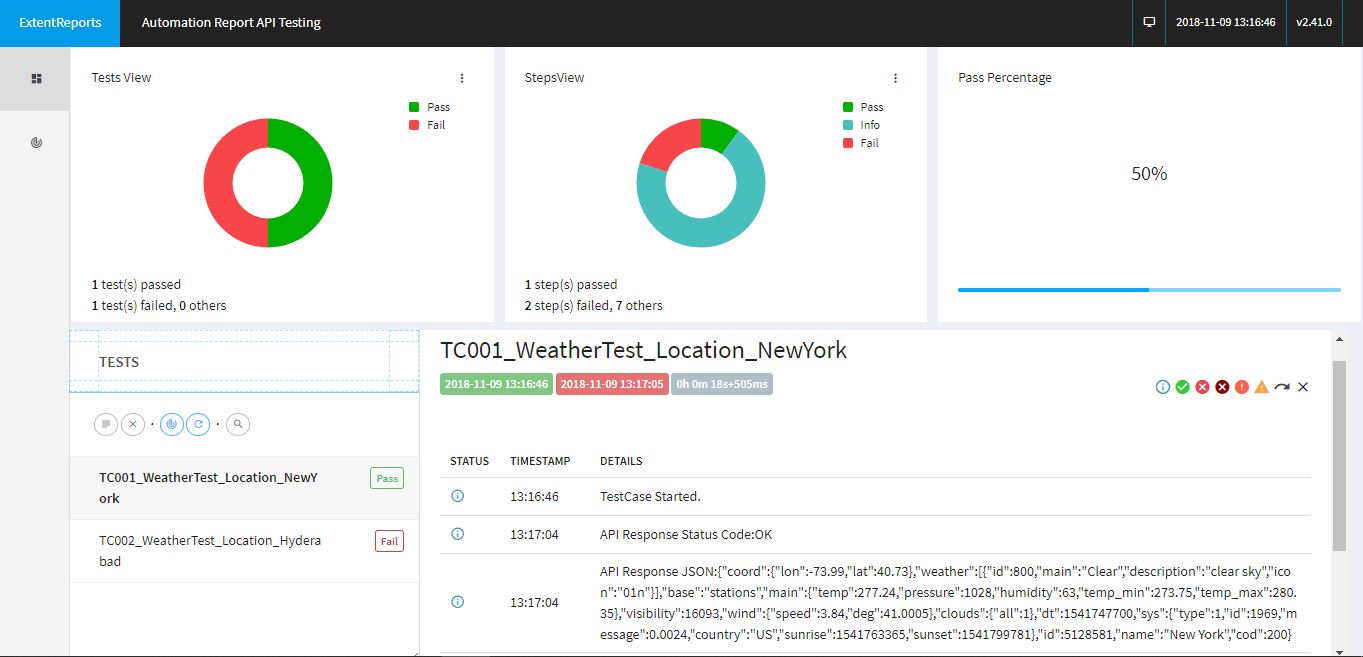 ExtentReports
Automation Report API Testing
2018-11-09 13:16:46
v2.41.0
Tests View
Pass
Fail
1 test(s) passed
1 test(s) failed, 0 others
StepsView
Pass
Info
Fail
1 step(s) passed
2 step(s) failed, 7 others
Pass Percentage
50%
TESTS
TC001_WeatherTest_Location_NewY
ork
Pass
TC002_WeatherTest_Location_Hydera
bad
Fail
TC001_WeatherTest_Location_NewYork
2018-11-09 13:16:46 2018-11-09 13:17:05 0h 0m 18s+505ms
STATUS TIMESTAMP DETAILS
13:16:46 TestCase Started.
13:17:04 API Response Status Code:OK
13:17:04
API Response JSON:{"coord":{"lon":-73.99,"lat":40.73},"weather":[{"id":800,"main":"Clear","description":"clear sky","ico
n":"01n"}],"base":"stations","main":{"temp":277.24,"pressure":1028,"humidity":63,"temp_min":273.75,"temp_max":280.
35},"visibility":16093,"wind":{"speed":3.84,"deg":41.0005},"clouds":{"all":1},"dt":1541747700,"sys":{"type":1,"id":1969,"me
ssage":0.0024,"country":"US","sunrise":1541763365,"sunset":1541799781},"id":5128581,"name":"New York","cod":200}